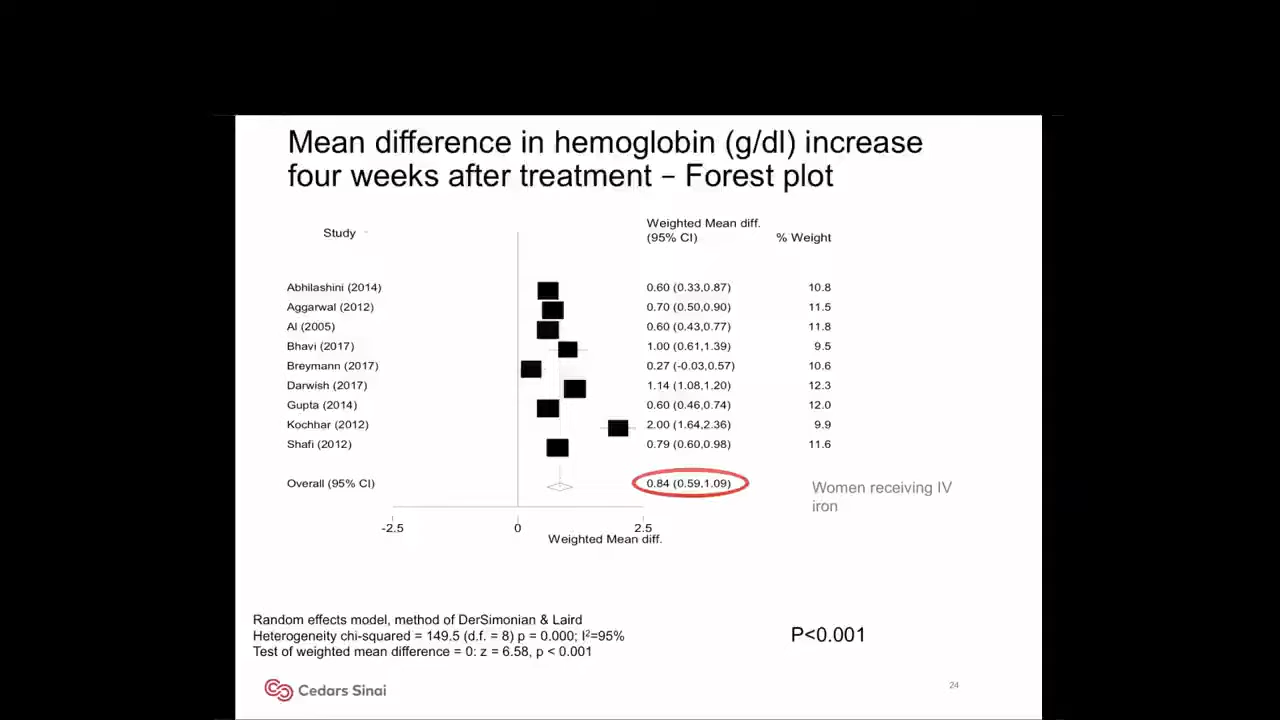 Mean difference in hemoglobin (g/dl) increase
four weeks after treatment – Forest plot
Study
Weighted Mean diff.
(95% CI)
% Weight
Abhilashini (2014) 0.60 (0.33,0.87) 10.8
Aggarwal (2012) 0.70 (0.50,0.90) 11.5
Al (2005) 0.60 (0.43,0.77) 11.8
Bhavi (2017) 1.00 (0.61,1.39) 9.5
Breymann (2017) 0.27 (-0.03,0.57) 10.6
Darwish (2017) 1.14 (1.08,1.20) 12.3
Gupta (2014) 0.60 (0.46,0.74) 12.0
Kochhar (2012) 2.00 (1.64,2.36) 9.9
Shafi (2012) 0.79 (0.60,0.98) 11.6
Overall (95% CI) 0.84 (0.59,1.09)
Women receiving IV
iron
-2.5 0 2.5
Weighted Mean diff.
Random effects model, method of DerSimonian & Laird
Heterogeneity chi-squared = 149.5 (d.f. = 8) p = 0.000; I²=95%
Test of weighted mean difference = 0: z = 6.58, p < 0.001
P<0.001
Cedars Sinai
24